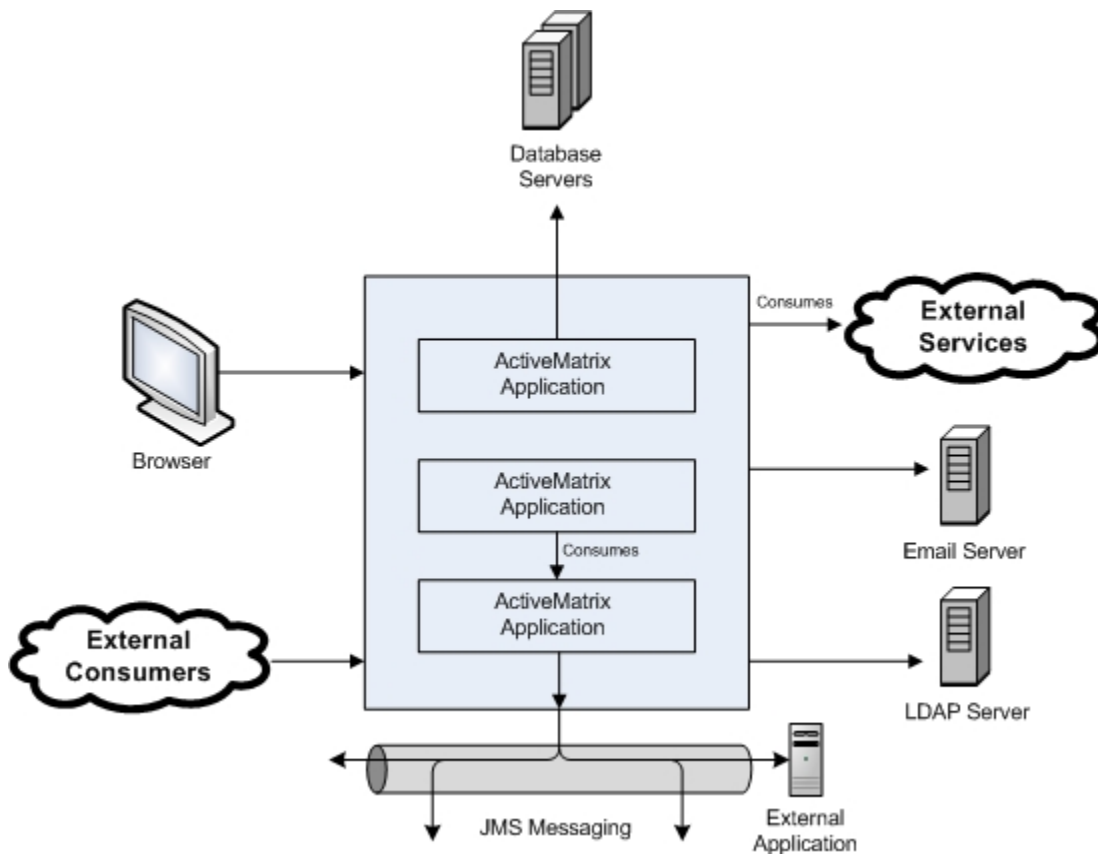 Database
Servers
Consumes
External
Services
ActiveMatrix
Application
Browser
ActiveMatrix
Application
Email Server
Consumes
ActiveMatrix
Application
External
Consumers
LDAP Server
JMS Messaging
External
Application